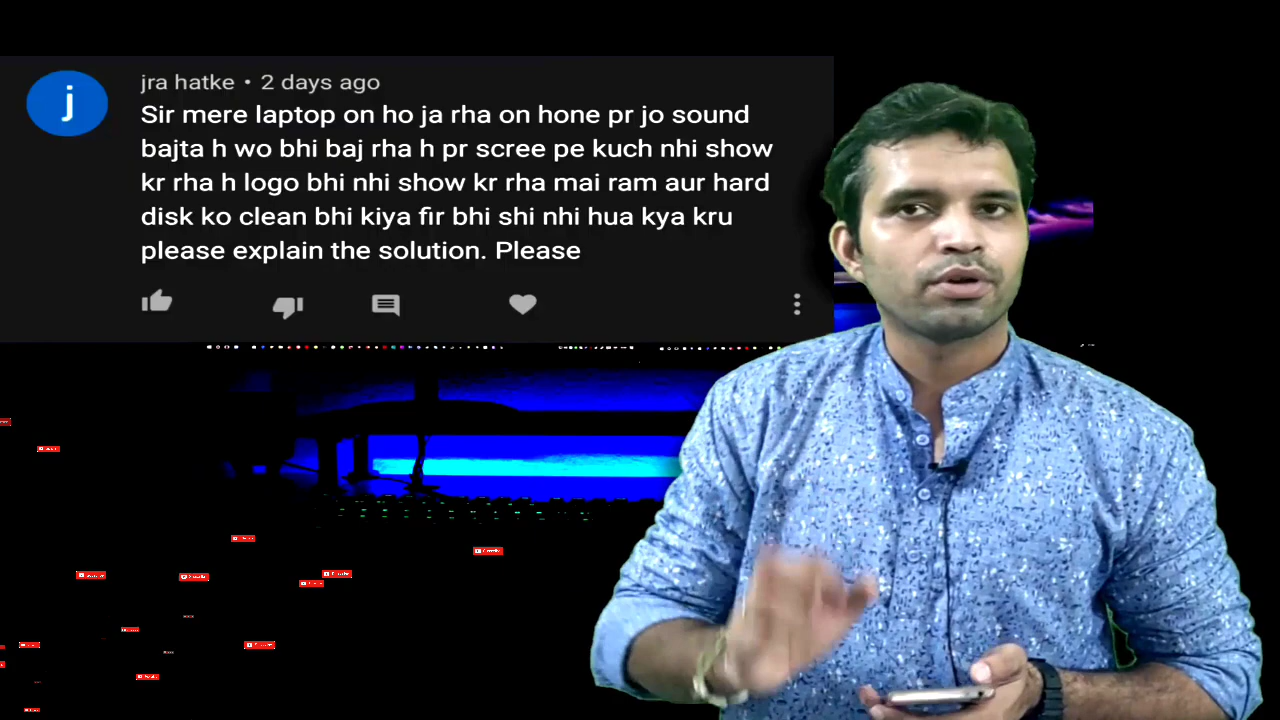 j
jra hatke • 2 days ago
Sir mere laptop on ho ja rha on hone pr jo sound
bajta h wo bhi baj rha h pr scree pe kuch nhi show
kr rha h logo bhi nhi show kr rha mai ram aur hard
disk ko clean bhi kiya fir bhi shi nhi hua kya kru
please explain the solution. Please